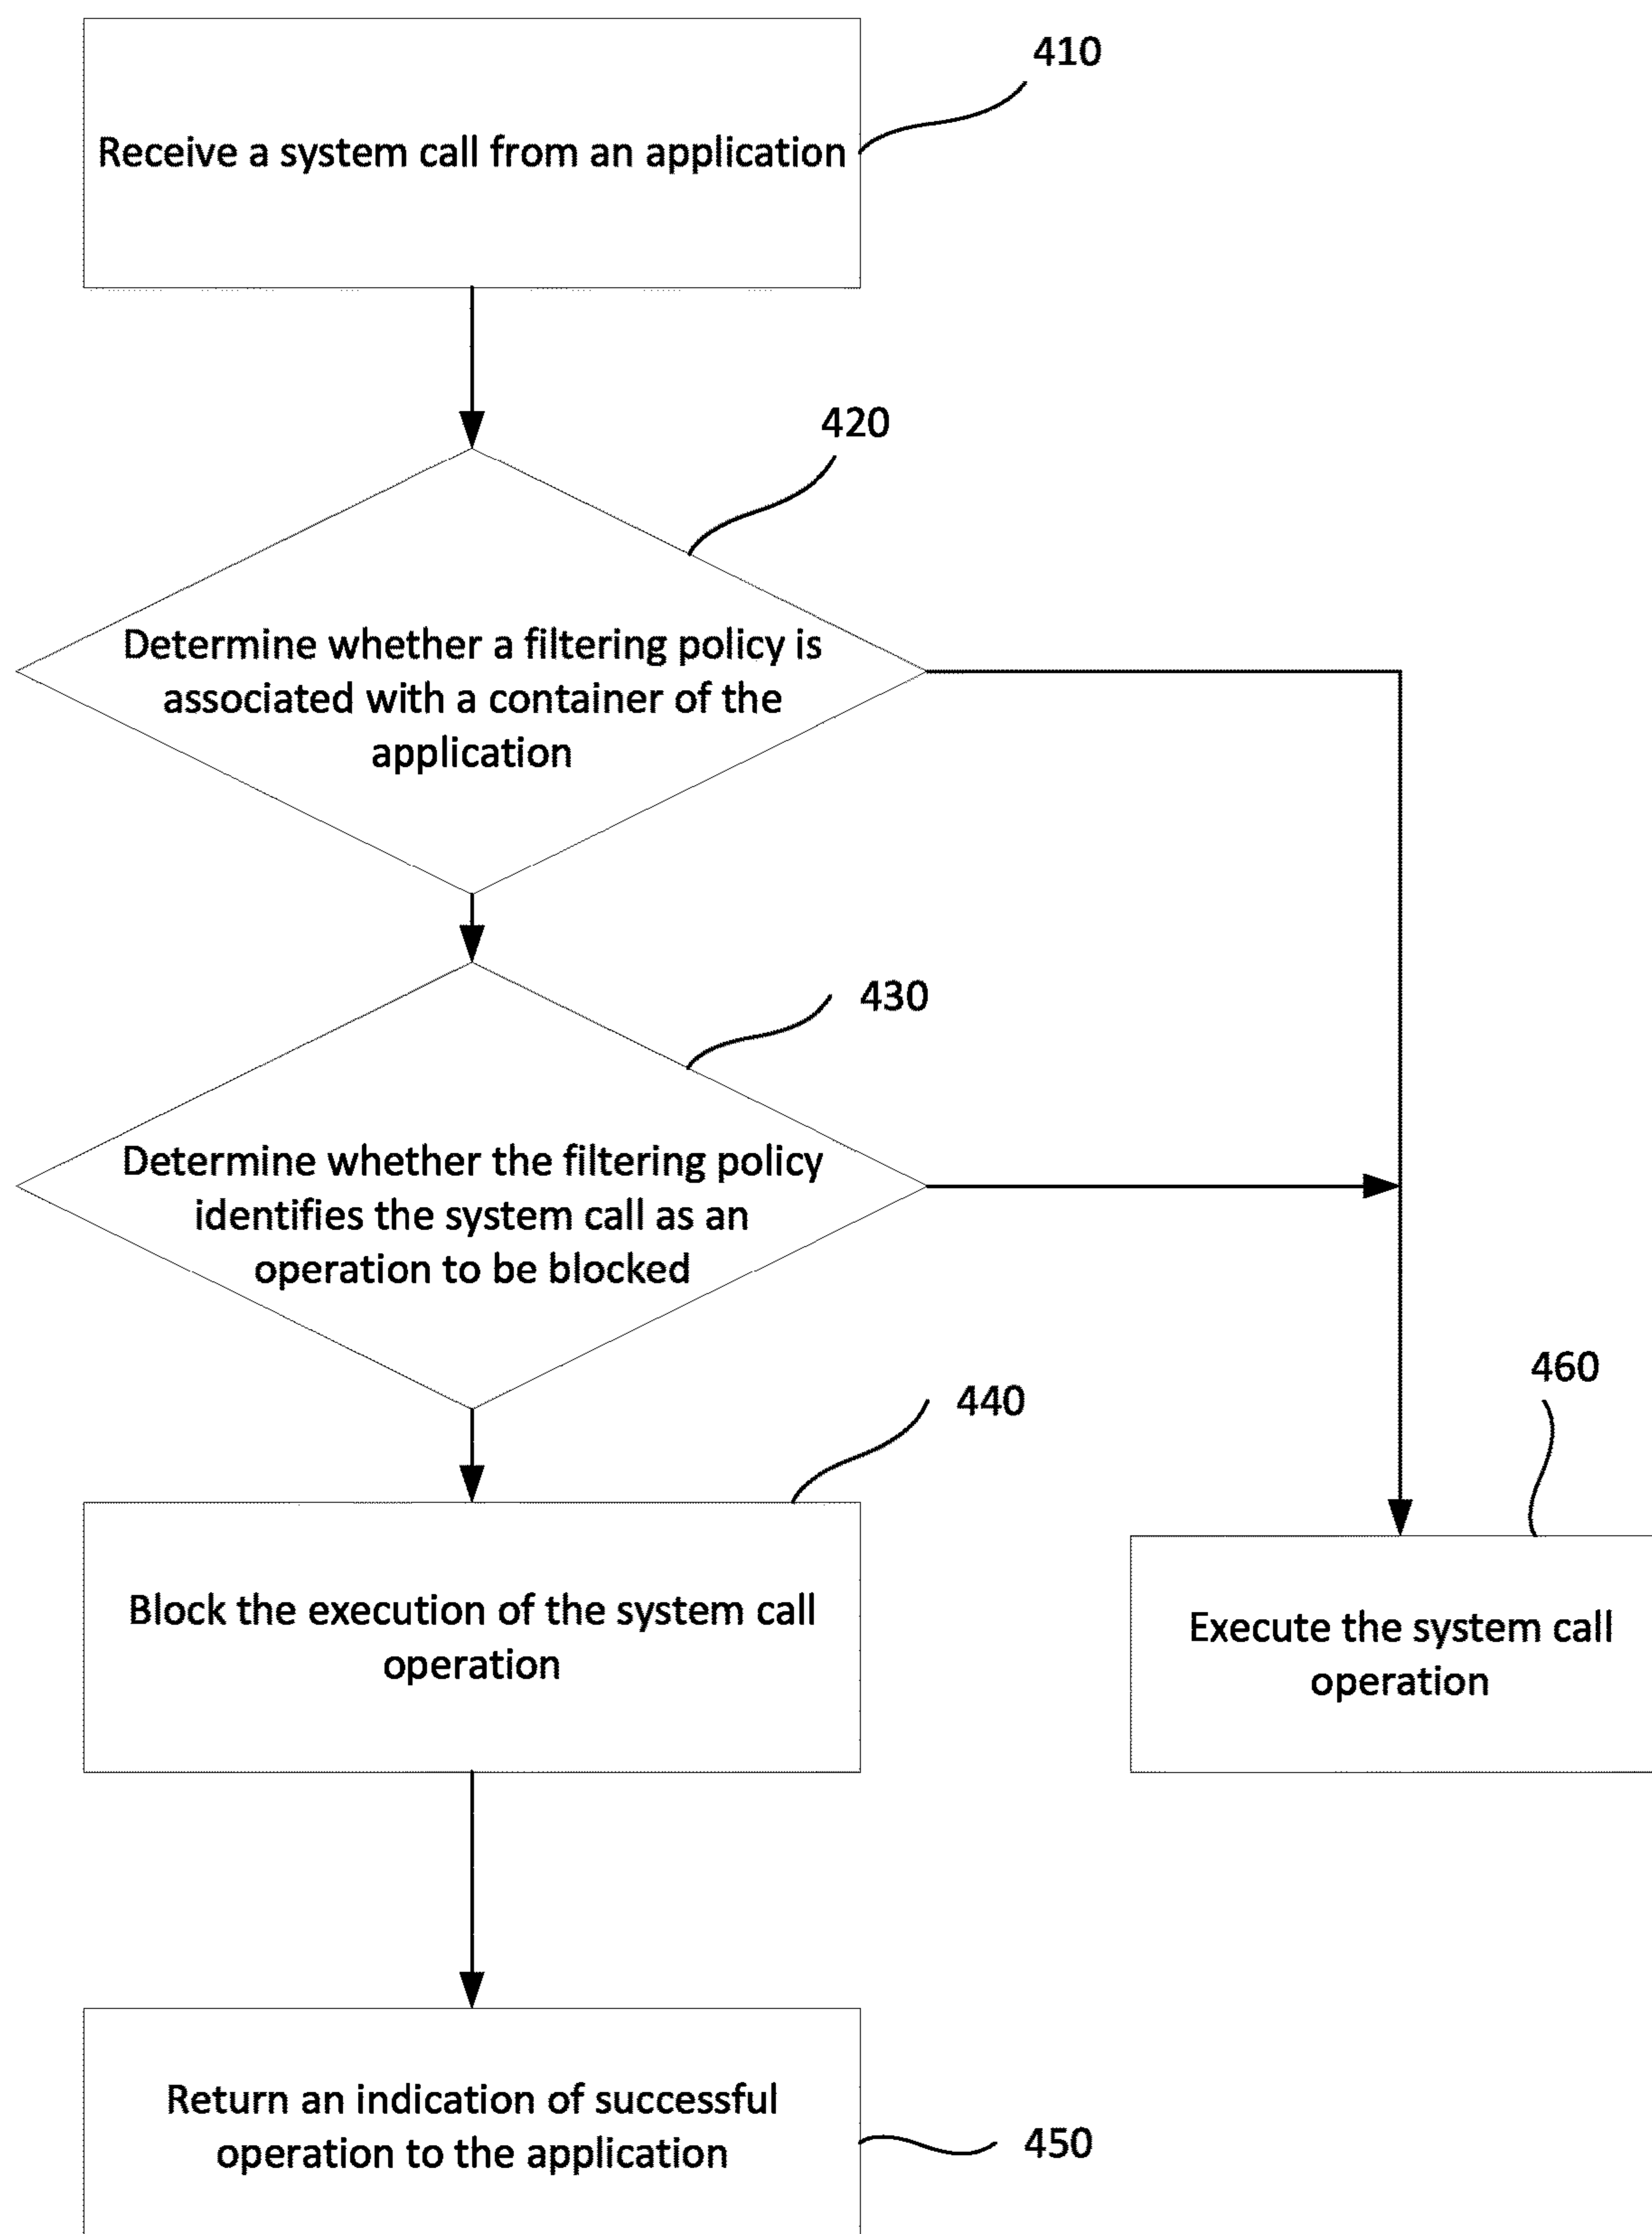 410
Receive a system call from an application
420
Determine whether a filtering policy is
associated with a container of the
application
430
Determine whether the filtering policy
identifies the system call as an
operation to be blocked
460
440
Block the execution of the system call
operation
Execute the system call
operation
Return an indication of successful
operation to the application
450